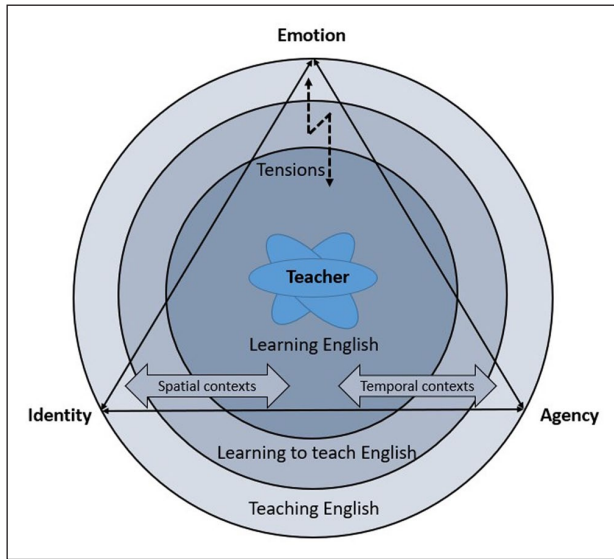 Emotion
Tensions
Teacher
Learning English
Spatial contexts
Temporal contexts
Identity
Agency
Learning to teach English
Teaching English